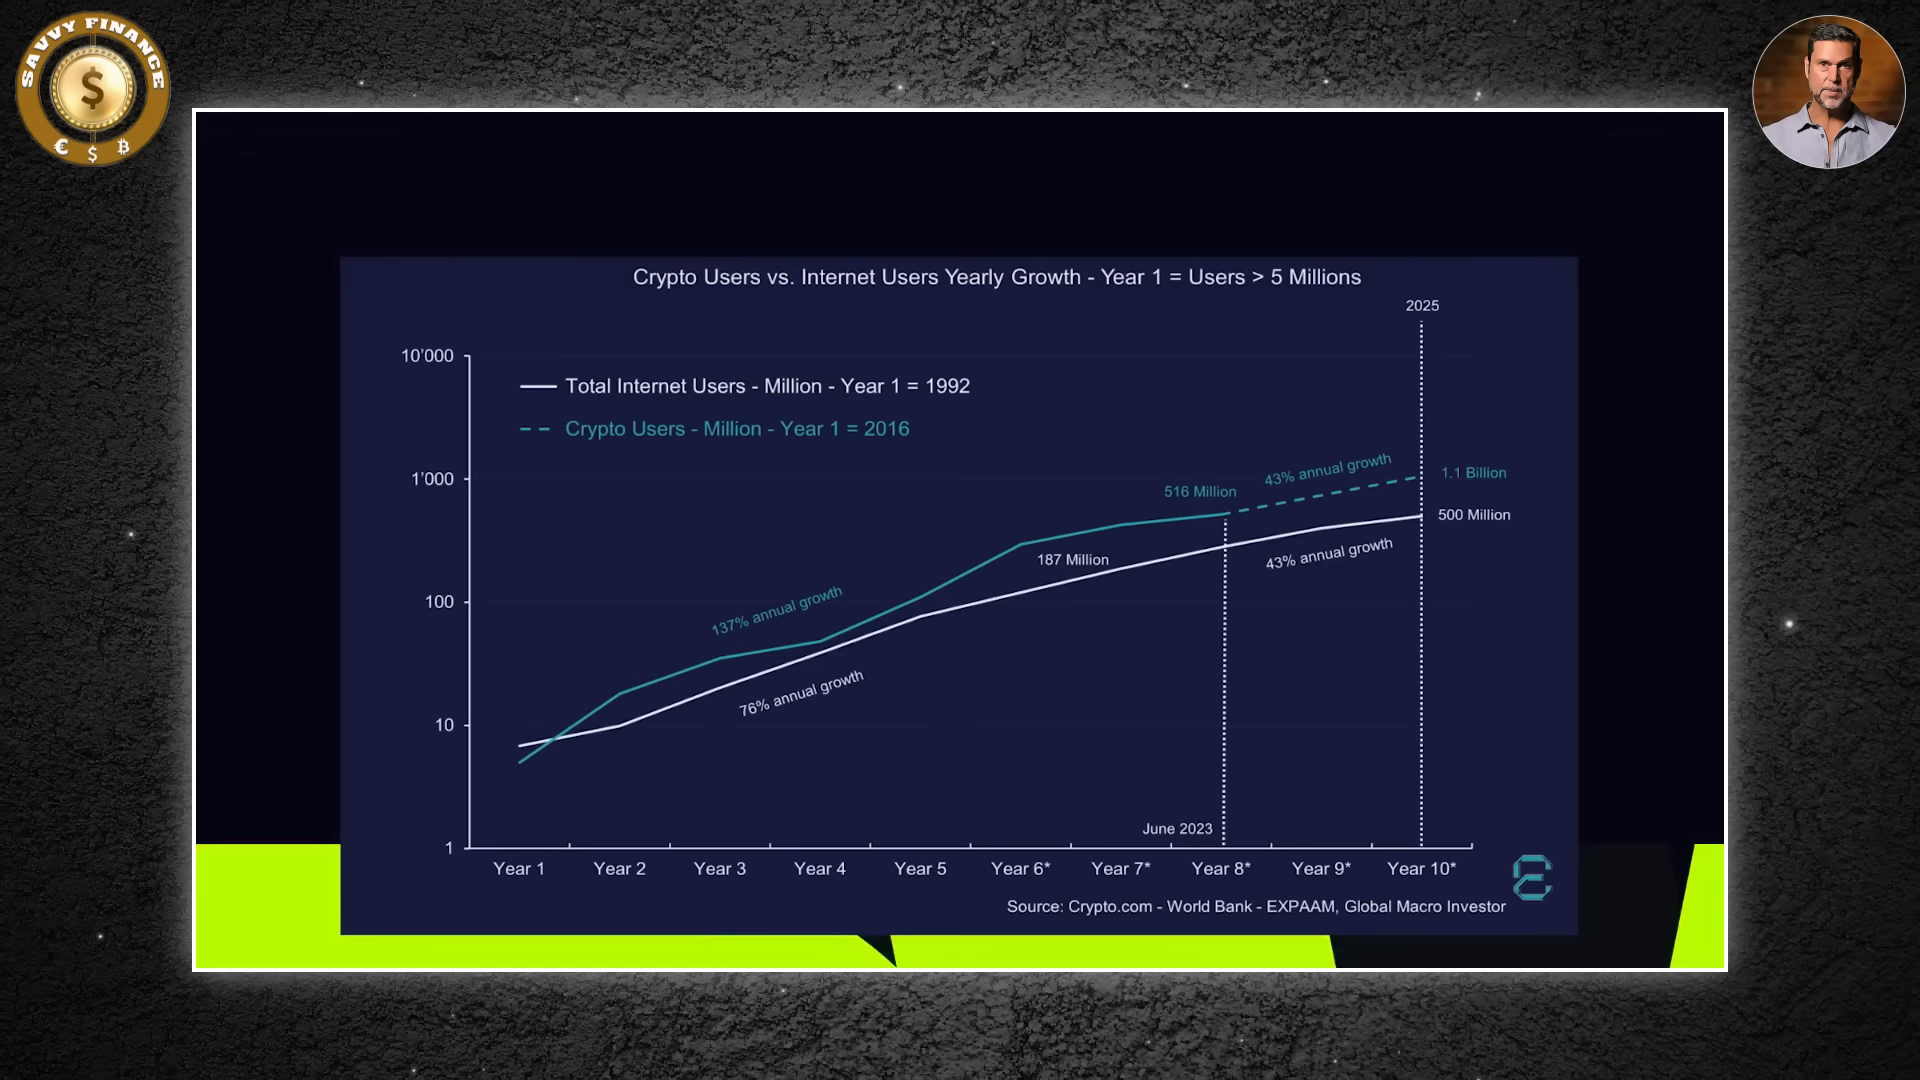 SAVVY FINANCE
$
€ $ ₿
Crypto Users vs. Internet Users Yearly Growth - Year 1 = Users > 5 Millions
2025
10'000
Total Internet Users - Million - Year 1 = 1992
Crypto Users - Million - Year 1 = 2016
1'000
43% annual growth
1.1 Billion
516 Million
500 Million
187 Million
43% annual growth
100
137% annual growth
76% annual growth
10
June 2023
1
Year 1 Year 2 Year 3 Year 4 Year 5 Year 6* Year 7* Year 8* Year 9* Year 10*
Source: Crypto.com - World Bank - EXPAAM, Global Macro Investor